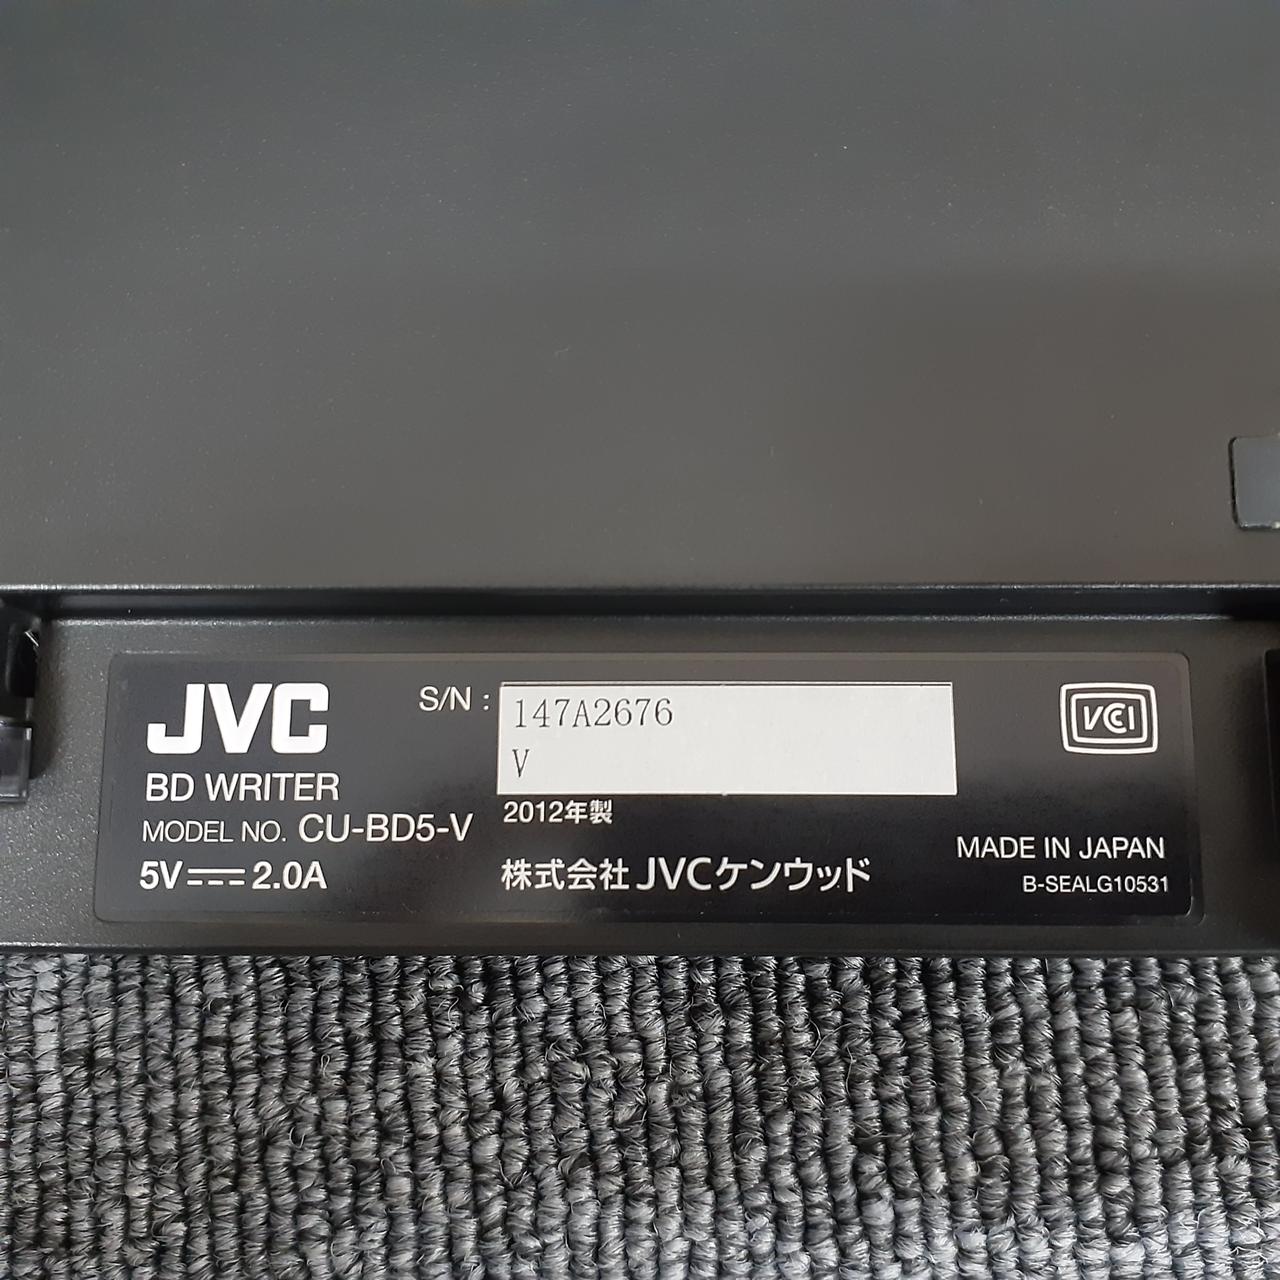 JVC
BD WRITER
MODEL NO. CU-BD5-V
5V⎓2.0A
S/N :
147A2676
V
2012年製
株式会社 JVCケンウッド
VCI
MADE IN JAPAN
B-SEALG10531